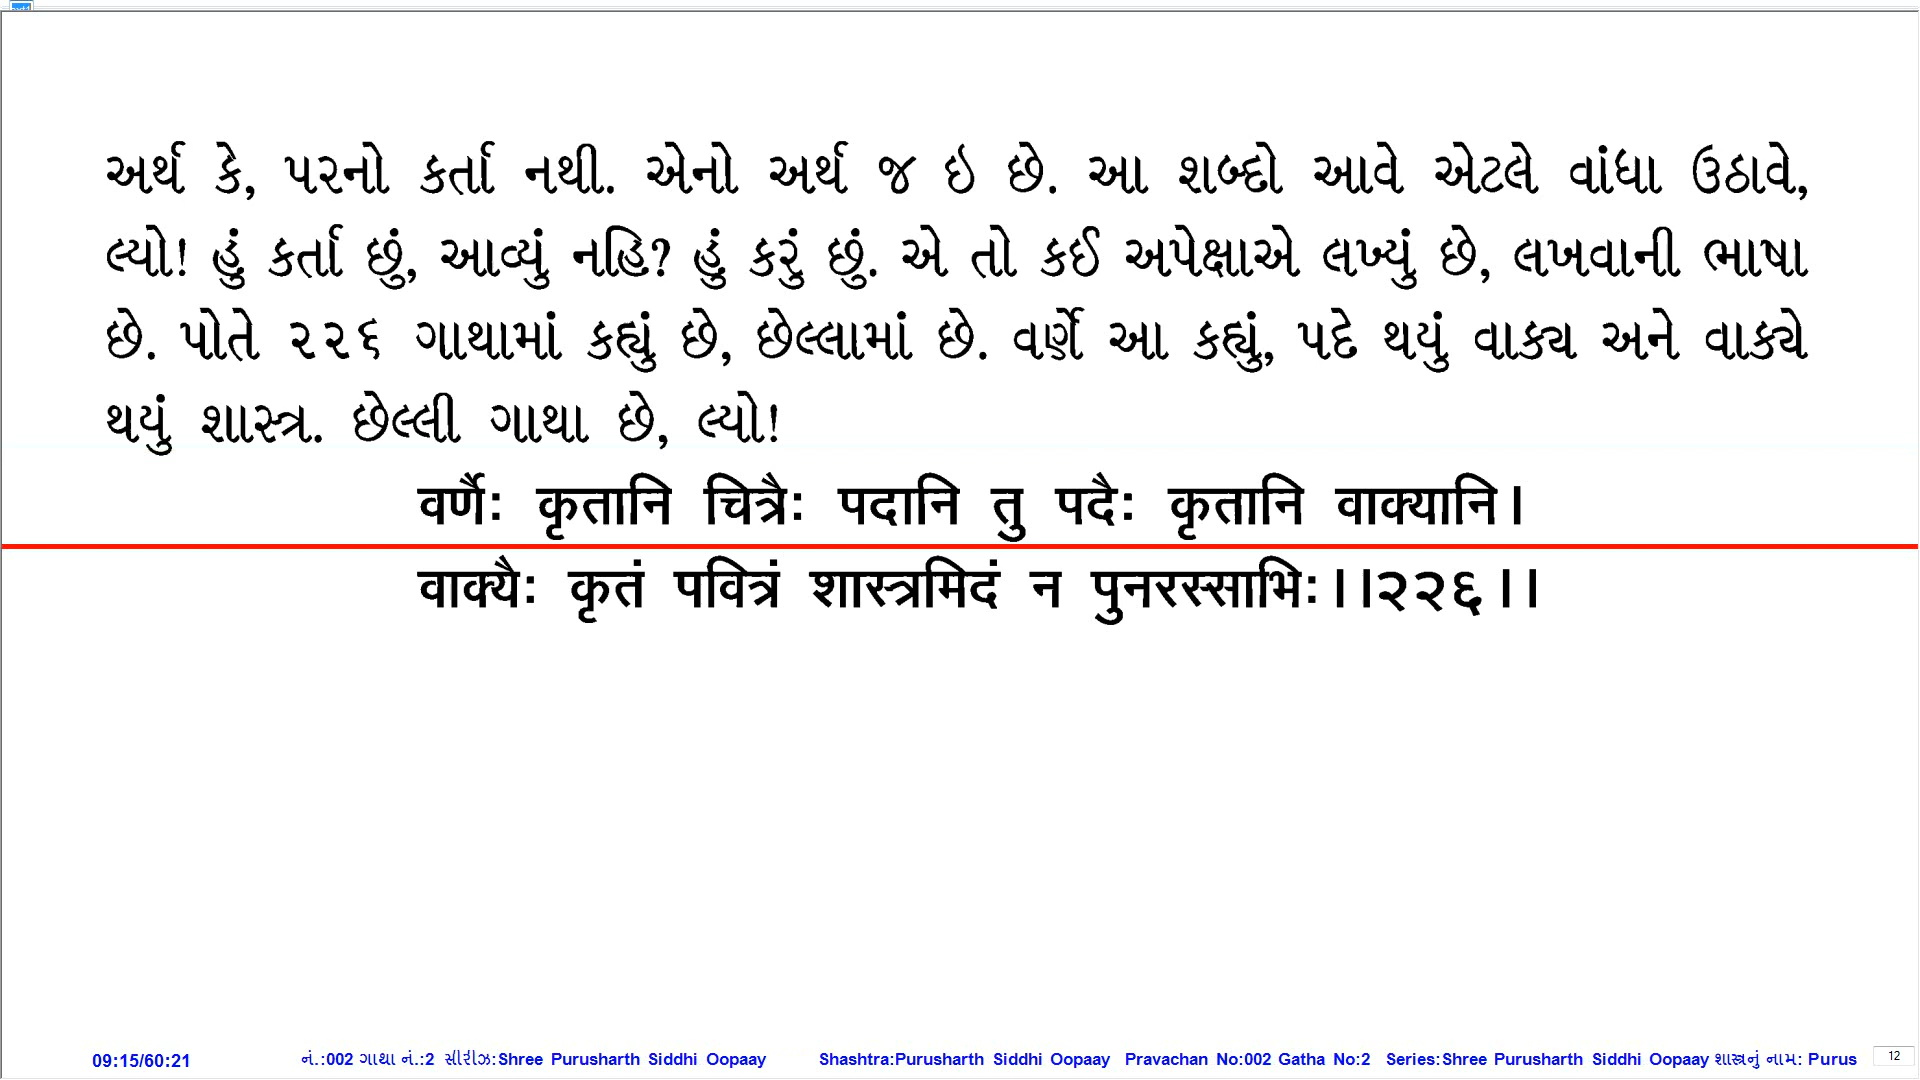 અર્થ કે, પરનો કર્તા નથી. એનો અર્થ જ ઇ છે. આ શબ્દો આવે એટલે વાંધા ઉઠાવે,
લ્યો! હું કર્તા છું, આવ્યું નહિ? હું કરું છું. એ તો કઈ અપેક્ષાએ લખ્યું છે, લખવાની ભાષા
છે. પોતે ૨૨૬ ગાથામાં કહ્યું છે, છેલ્લામાં છે. વર્ણે આ કહ્યું, પદે થયું વાક્ય અને વાક્યે
થયું શાસ્ત્ર. છેલ્લી ગાથા છે, લ્યો!
वर्णैः कृतानि चित्रैः पदानि तु पदैः कृतानि वाक्यानि।
वाक्यैः कृतं पवित्रं शास्त्रमिदं न पुनरस्साभिः।।२२६।।
09:15/60:21 નં.:002 ગાથા નં.:2 સીરીઝ:Shree Purusharth Siddhi Oopaay Shashtra:Purusharth Siddhi Oopaay Pravachan No:002 Gatha No:2 Series:Shree Purusharth Siddhi Oopaay શાસ્ત્રનું નામ: Purus 12